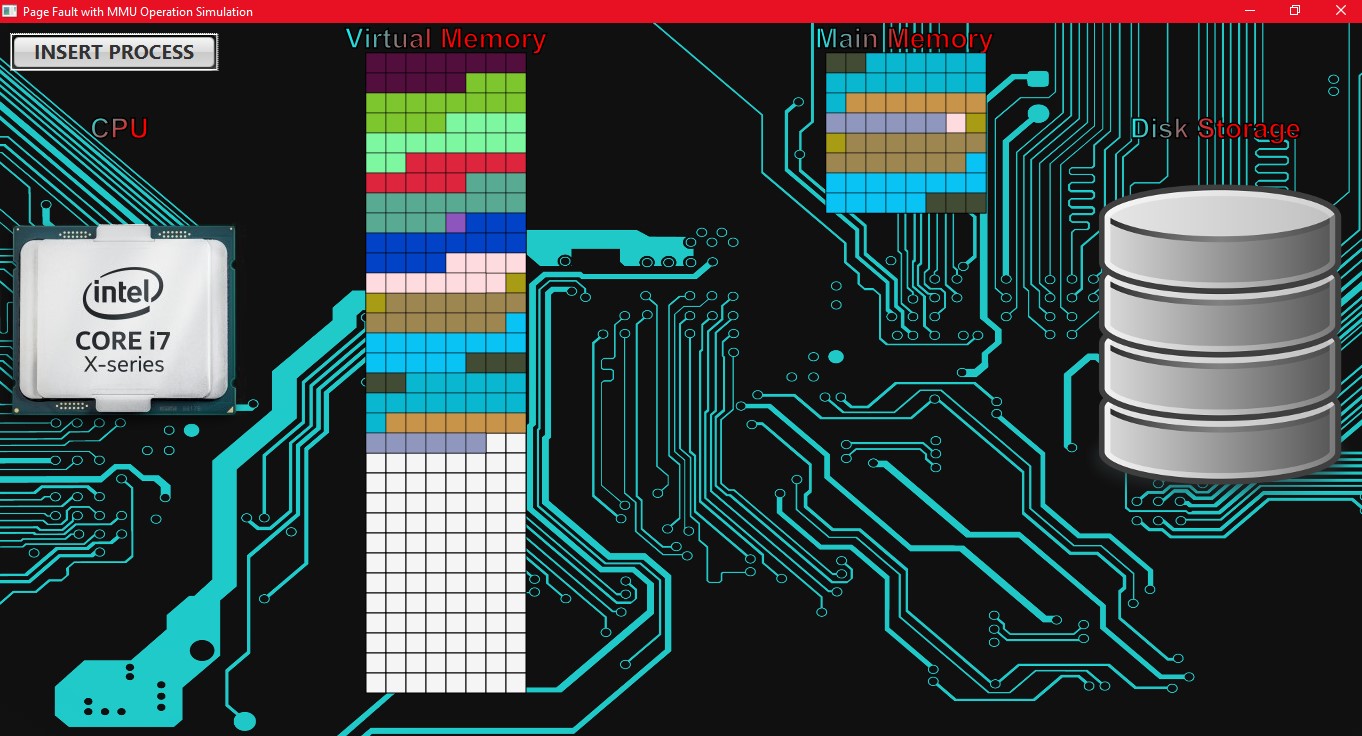 Page Fault with MMU Operation Simulation
INSERT PROCESS
Virtual Memory
Main Memory
CPU
Disk Storage
intel
CORE i7
X-series